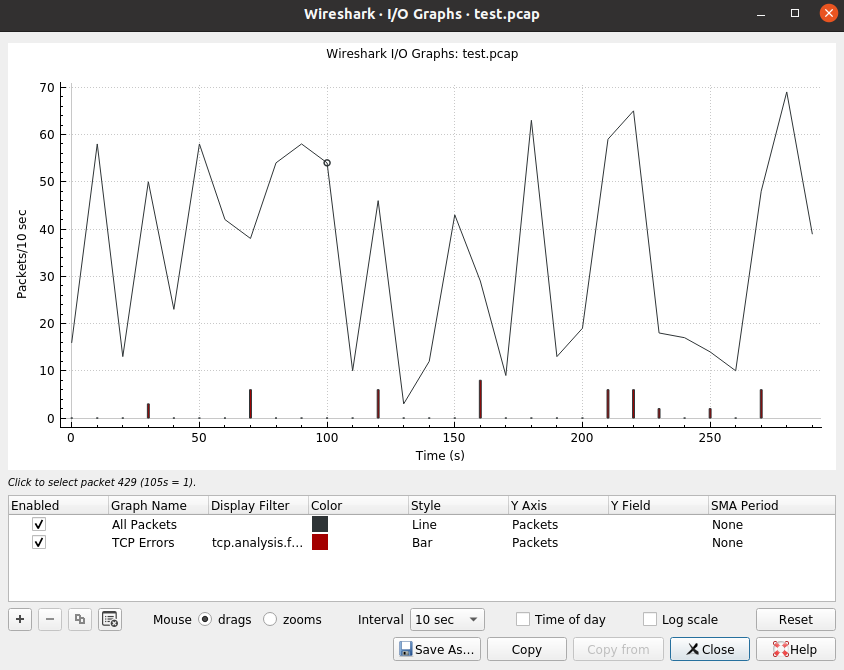 Wireshark · I/O Graphs · test.pcap
Wireshark I/O Graphs: test.pcap
70
60
50
40
30
20
10
0
Packets/10 sec
0 50 100 150 200 250
Time (s)
Click to select packet 429 (105s = 1).
Enabled Graph Name Display Filter Color Style Y Axis Y Field SMA Period
All Packets Line Packets None
TCP Errors tcp.analysis.f... Bar Packets None
Mouse drags zooms Interval 10 sec Time of day Log scale Reset
Save As... Copy Copy from Close Help